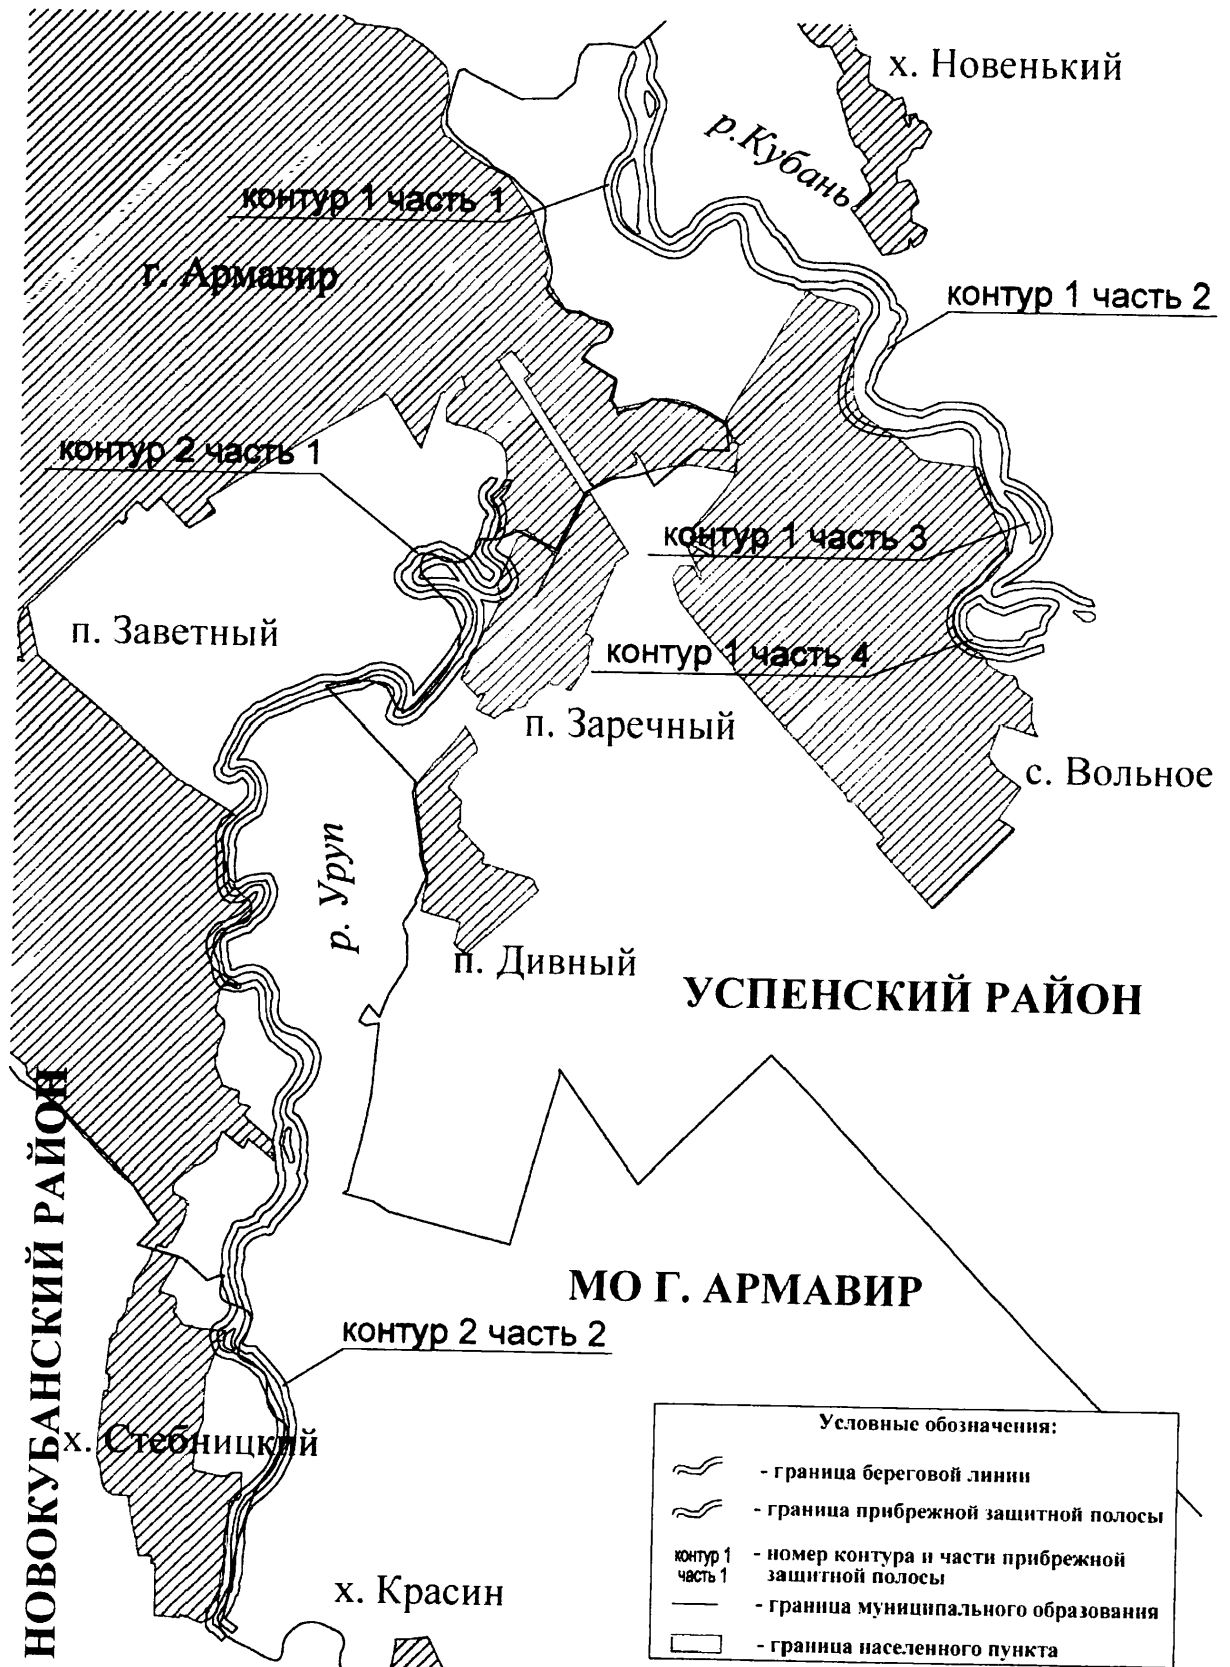 х. Новенький
р.Кубань
контур 1 часть 1
г. Армавир
контур 1 часть 2
контур 2 часть 1
контур 1 часть 3
п. Заветный
контур 1 часть 4
п. Заречный
с. Вольное
р. Уруп
п. Дивный
УСПЕНСКИЙ РАЙОН
НОВОКУБАНСКИЙ РАЙОН
МО Г. АРМАВИР
контур 2 часть 2
х. Стебницкий
х. Красин
Условные обозначения:
- граница береговой линии
- граница прибрежной защитной полосы
контур 1 - номер контура и части прибрежной
часть 1 защитной полосы
- граница муниципального образования
- граница населенного пункта